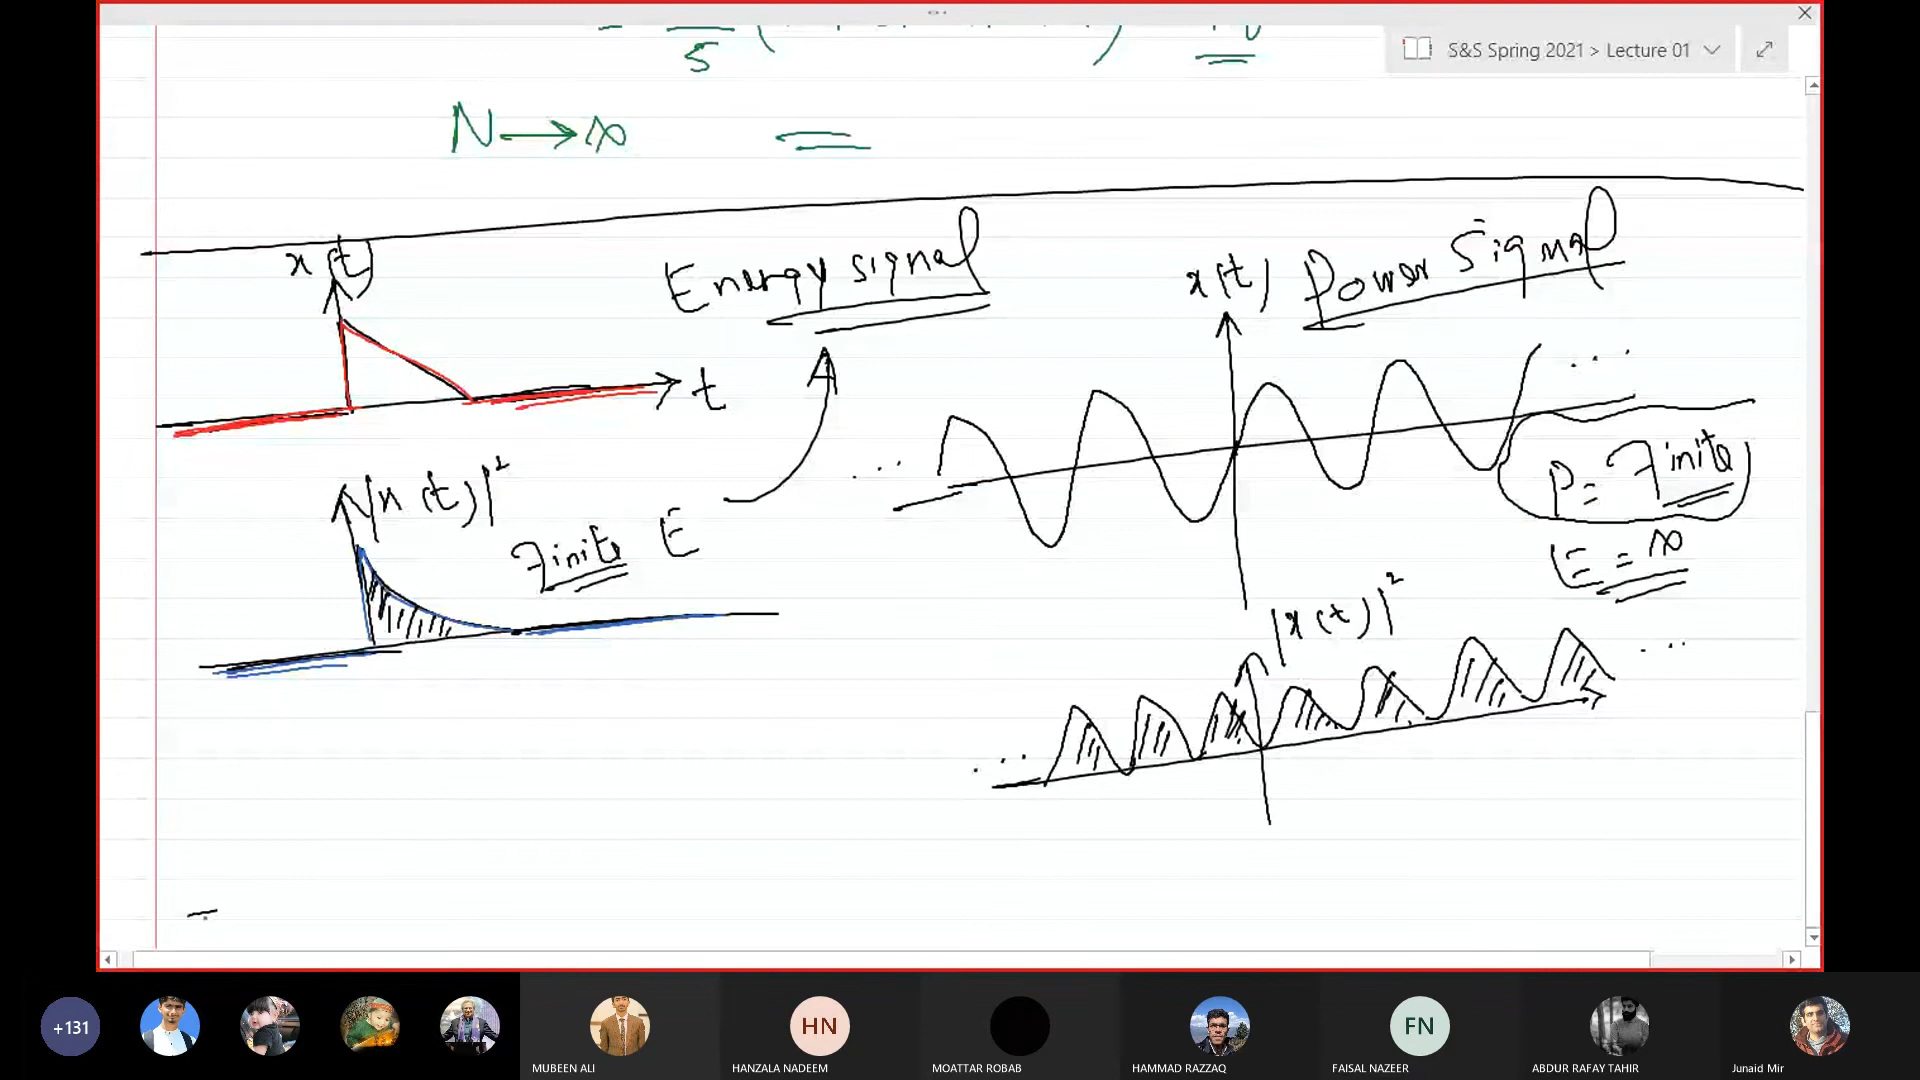 5
S&S Spring 2021 > Lecture 01
N → ∞ =
x(t)
Energy signal
x(t) Power Signal
t
|x(t)|²
Finite E
P = Finite
E = ∞
|x(t)|²
+131
MUBEEN ALI
HN
HANZALA NADEEM
MOATTAR ROBAB
HAMMAD RAZZAQ
FN
FAISAL NAZEER
ABDUR RAFAY TAHIR
Junaid Mir